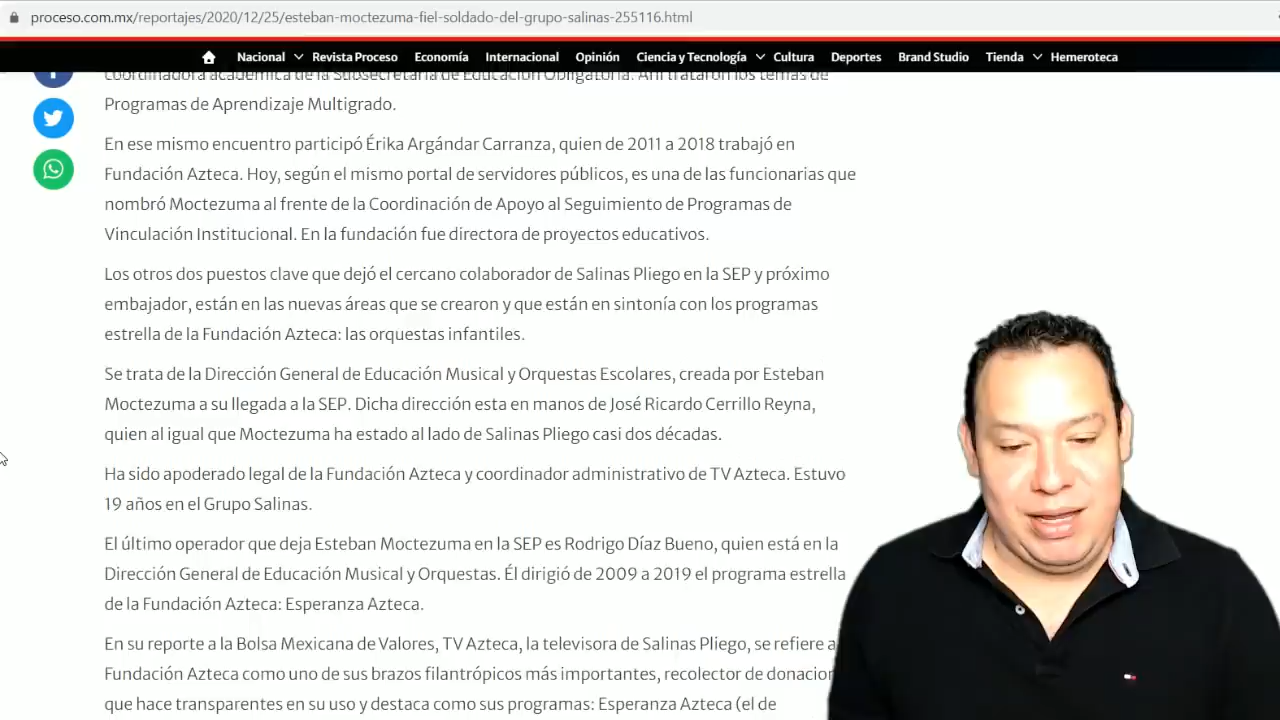 proceso.com.mx/reportajes/2020/12/25/esteban-moctezuma-fiel-soldado-del-grupo-salinas-255116.html
Nacional Revista Proceso Economía Internacional Opinión Ciencia y Tecnología Cultura Deportes Brand Studio Tienda Hemeroteca
coordinadora académica de la Subsecretaría de Educación Obligatoria. Ahí trataron los temas de
Programas de Aprendizaje Multigrado.
En ese mismo encuentro participó Érika Argándar Carranza, quien de 2011 a 2018 trabajó en
Fundación Azteca. Hoy, según el mismo portal de servidores públicos, es una de las funcionarias que
nombró Moctezuma al frente de la Coordinación de Apoyo al Seguimiento de Programas de
Vinculación Institucional. En la fundación fue directora de proyectos educativos.
Los otros dos puestos clave que dejó el cercano colaborador de Salinas Pliego en la SEP y próximo
embajador, están en las nuevas áreas que se crearon y que están en sintonía con los programas
estrella de la Fundación Azteca: las orquestas infantiles.
Se trata de la Dirección General de Educación Musical y Orquestas Escolares, creada por Esteban
Moctezuma a su llegada a la SEP. Dicha dirección esta en manos de José Ricardo Cerrillo Reyna,
quien al igual que Moctezuma ha estado al lado de Salinas Pliego casi dos décadas.
Ha sido apoderado legal de la Fundación Azteca y coordinador administrativo de TV Azteca. Estuvo
19 años en el Grupo Salinas.
El último operador que deja Esteban Moctezuma en la SEP es Rodrigo Díaz Bueno, quien está en la
Dirección General de Educación Musical y Orquestas. Él dirigió de 2009 a 2019 el programa estrella
de la Fundación Azteca: Esperanza Azteca.
En su reporte a la Bolsa Mexicana de Valores, TV Azteca, la televisora de Salinas Pliego, se refiere a
Fundación Azteca como uno de sus brazos filantrópicos más importantes, recolector de donacion
que hace transparentes en su uso y destaca como sus programas: Esperanza Azteca (el de